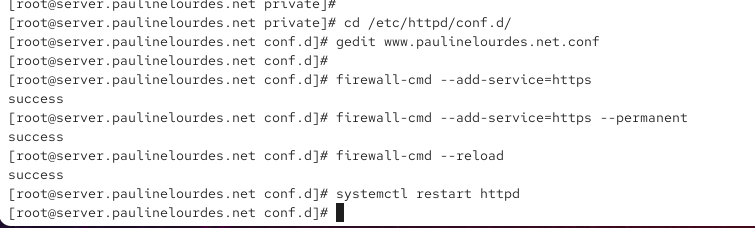 [root@server.paulinelourdes.net private]#
[root@server.paulinelourdes.net private]# cd /etc/httpd/conf.d/
[root@server.paulinelourdes.net conf.d]# gedit www.paulinelourdes.net.conf
[root@server.paulinelourdes.net conf.d]#
[root@server.paulinelourdes.net conf.d]# firewall-cmd --add-service=https
success
[root@server.paulinelourdes.net conf.d]# firewall-cmd --add-service=https --permanent
success
[root@server.paulinelourdes.net conf.d]# firewall-cmd --reload
success
[root@server.paulinelourdes.net conf.d]# systemctl restart httpd
[root@server.paulinelourdes.net conf.d]#